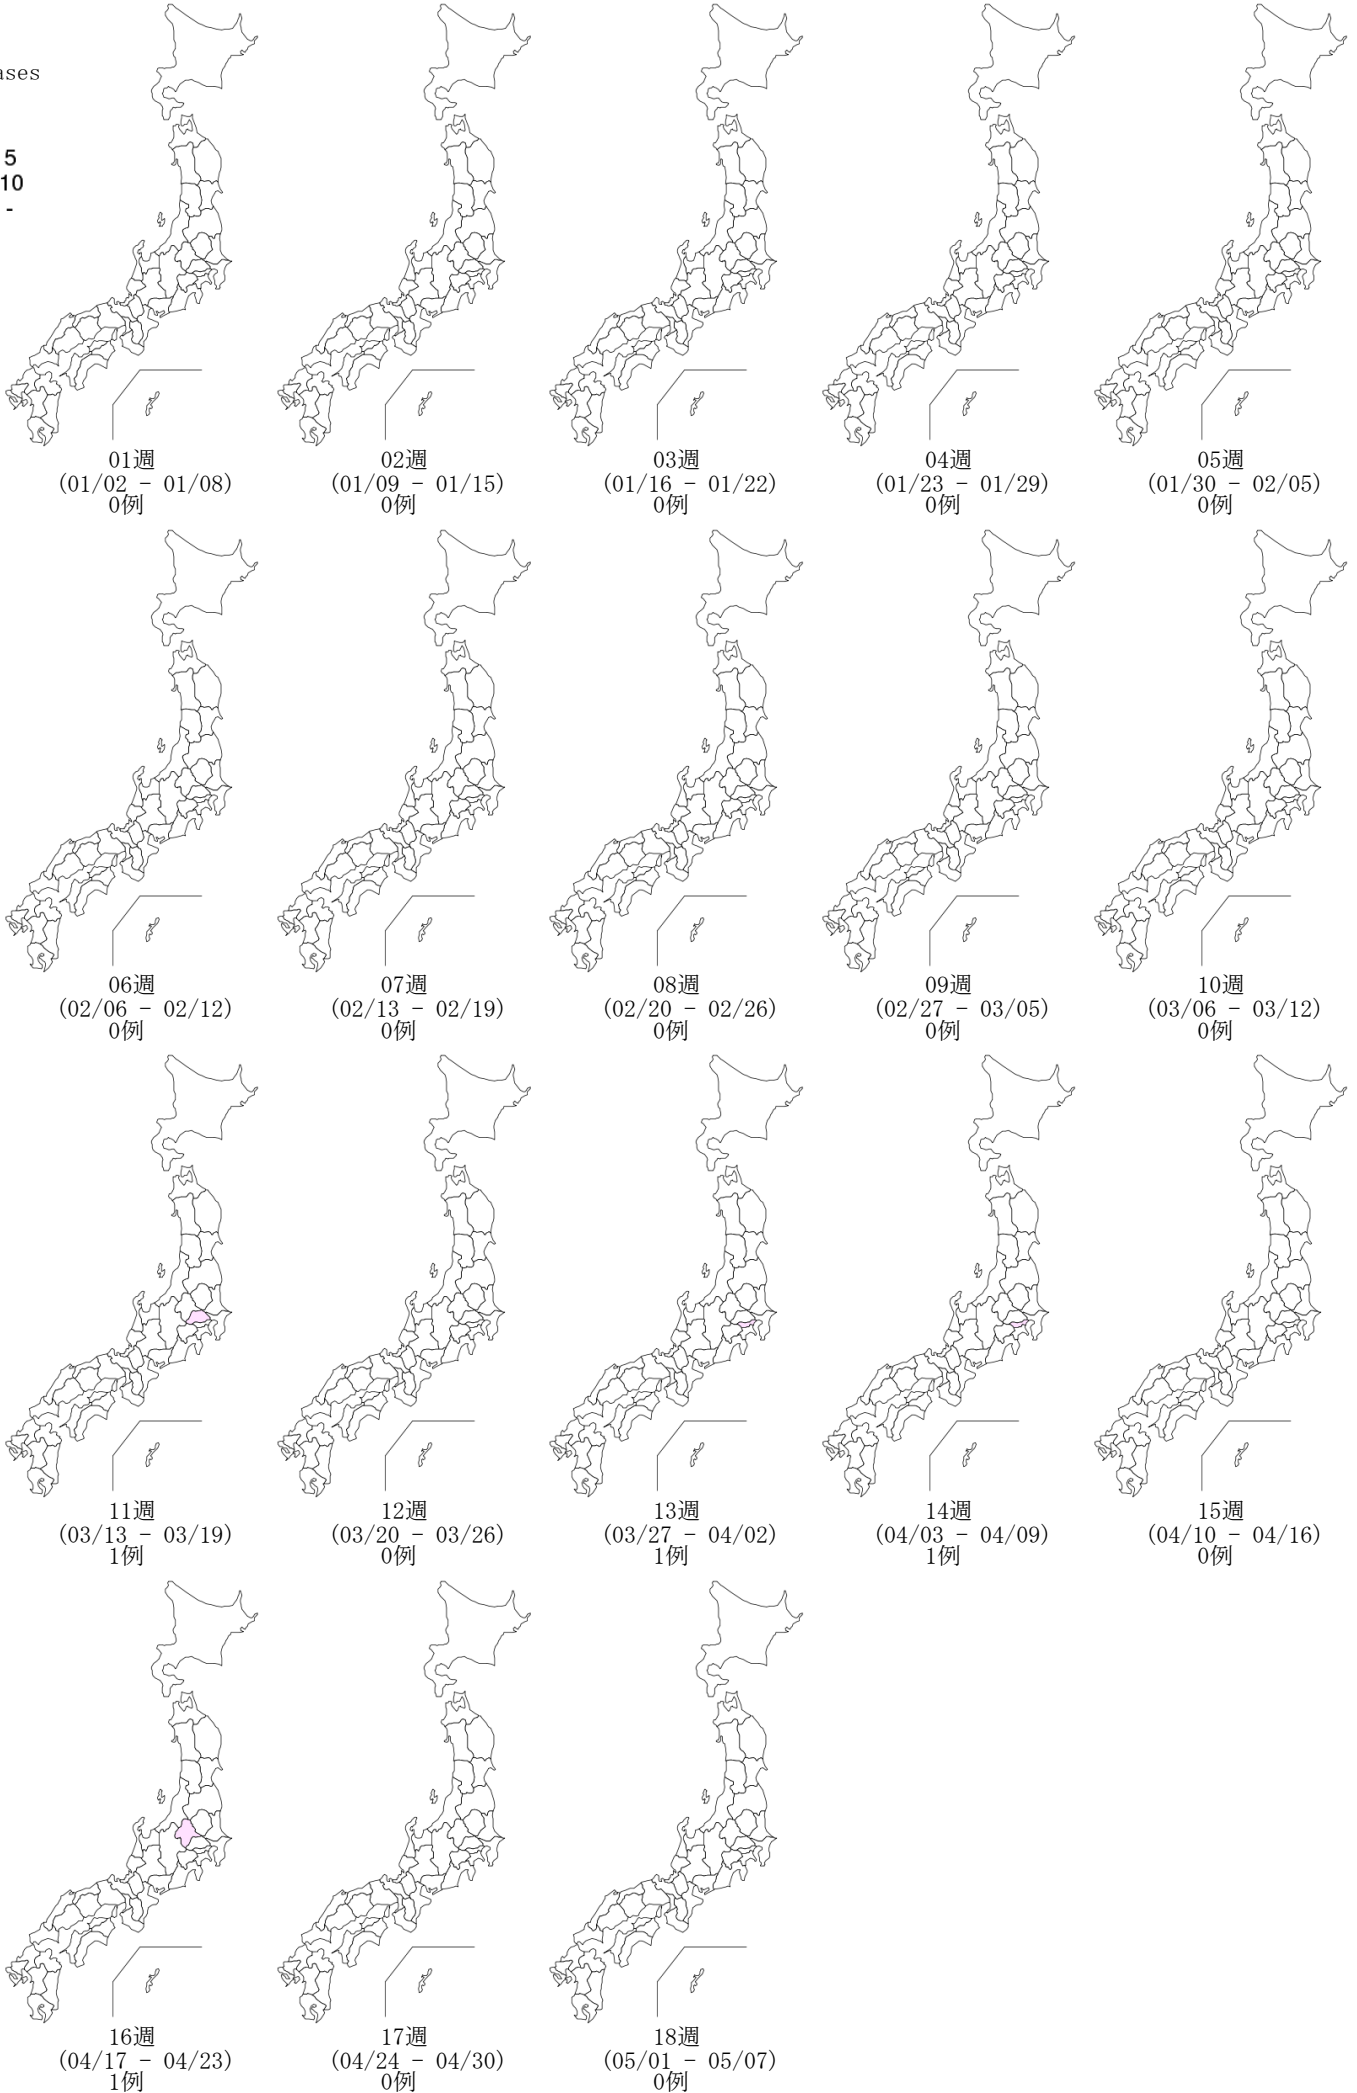 5
10
-
01週
(01/02 - 01/08)
0例
02週
(01/09 - 01/15)
0例
03週
(01/16 - 01/22)
0例
04週
(01/23 - 01/29)
0例
05週
(01/30 - 02/05)
0例
06週
(02/06 - 02/12)
0例
07週
(02/13 - 02/19)
0例
08週
(02/20 - 02/26)
0例
09週
(02/27 - 03/05)
0例
10週
(03/06 - 03/12)
0例
11週
(03/13 - 03/19)
1例
12週
(03/20 - 03/26)
0例
13週
(03/27 - 04/02)
1例
14週
(04/03 - 04/09)
1例
15週
(04/10 - 04/16)
0例
16週
(04/17 - 04/23)
1例
17週
(04/24 - 04/30)
0例
18週
(05/01 - 05/07)
0例